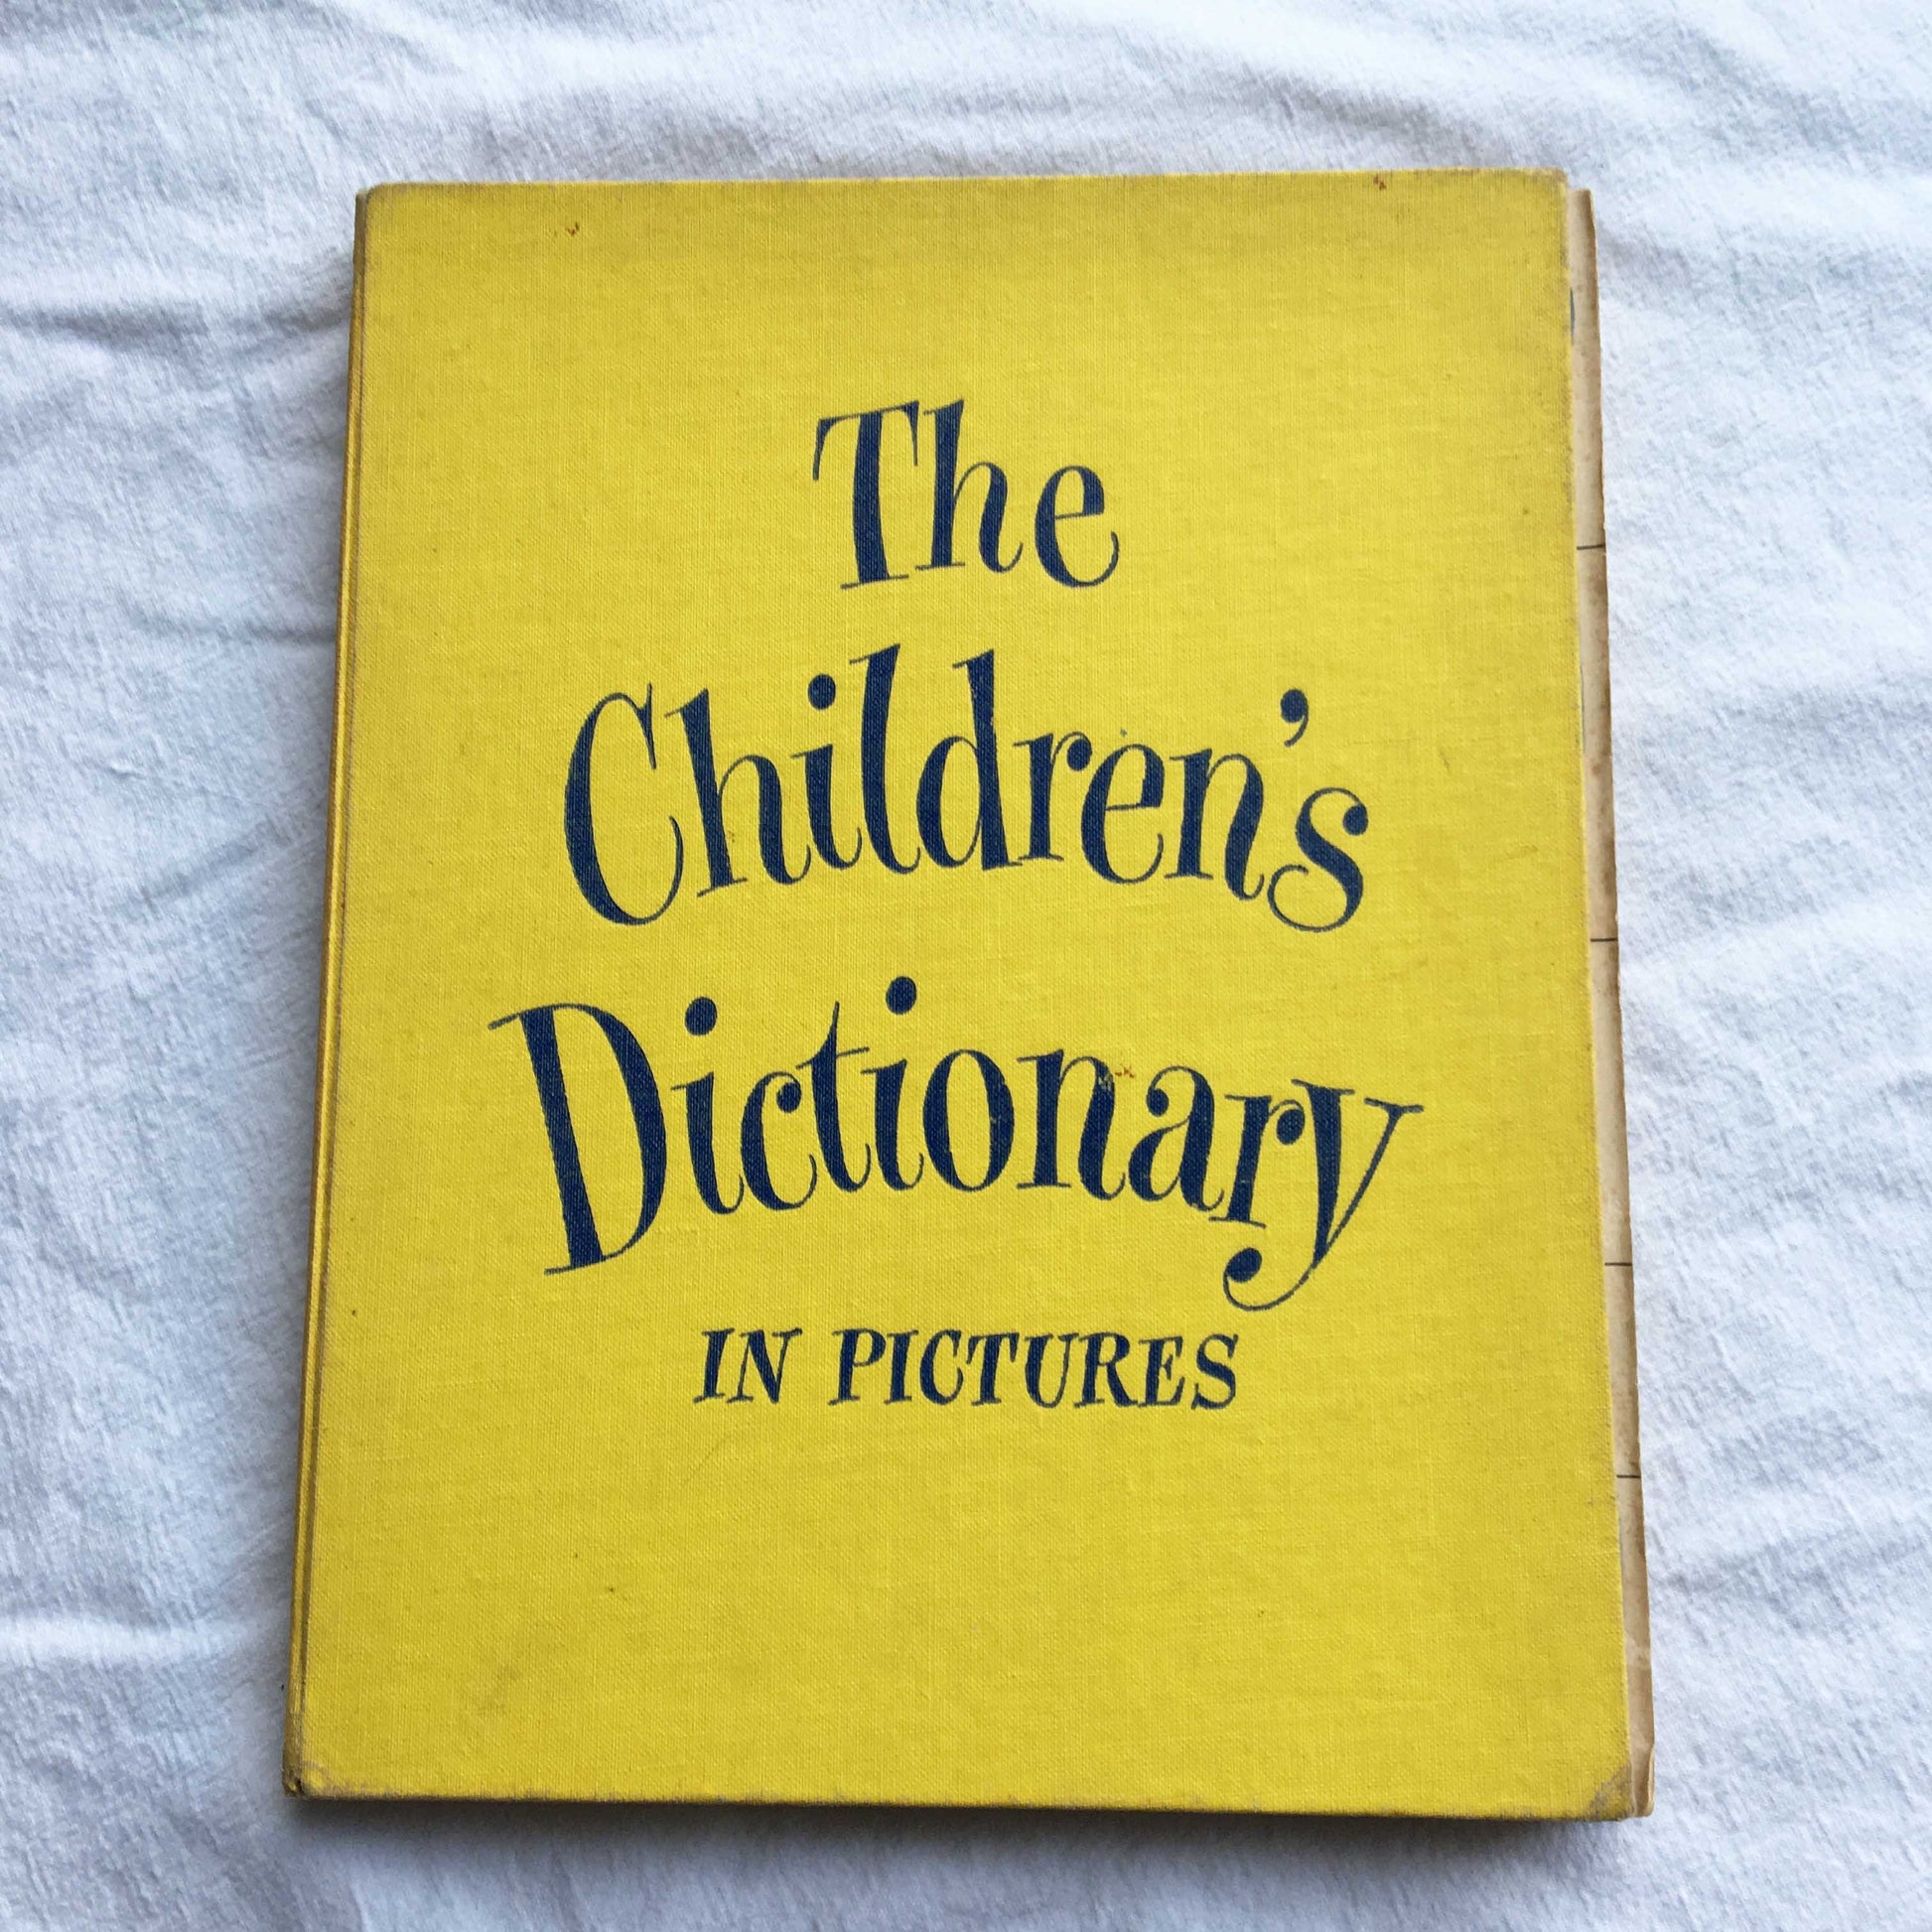 The
Children's
Dictionary
IN PICTURES